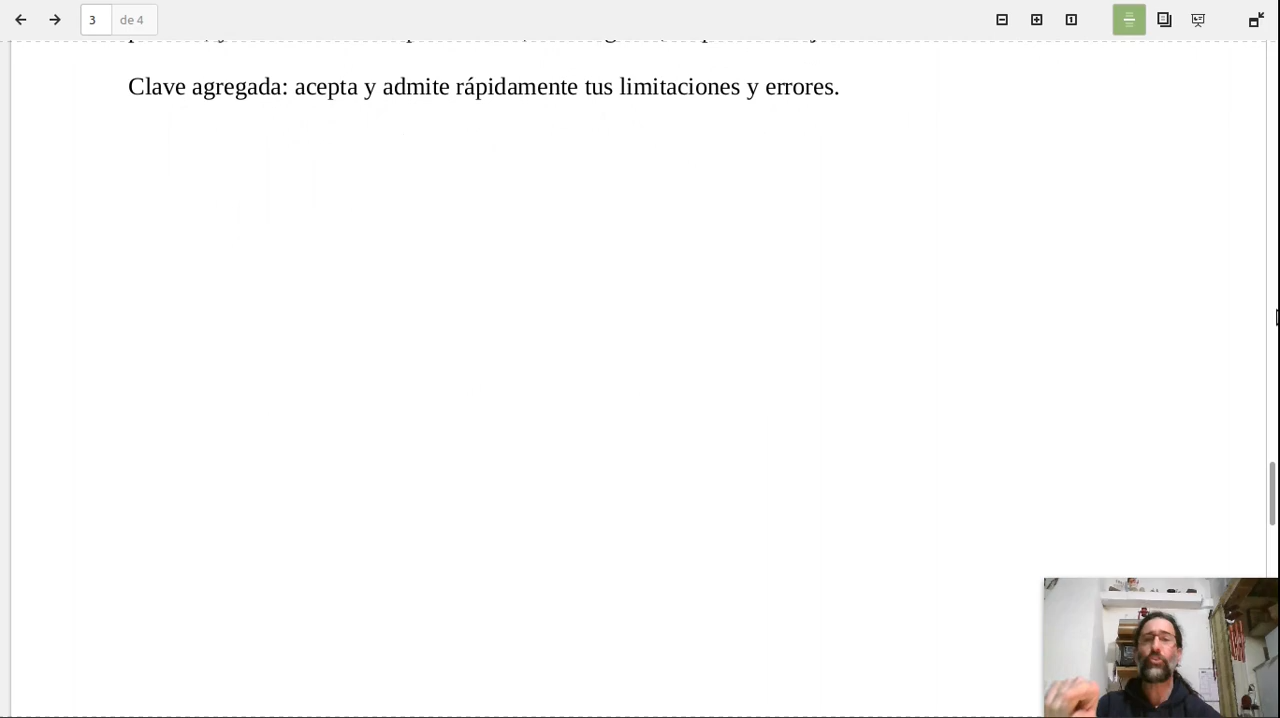 3 de 4
Clave agregada: acepta y admite rápidamente tus limitaciones y errores.